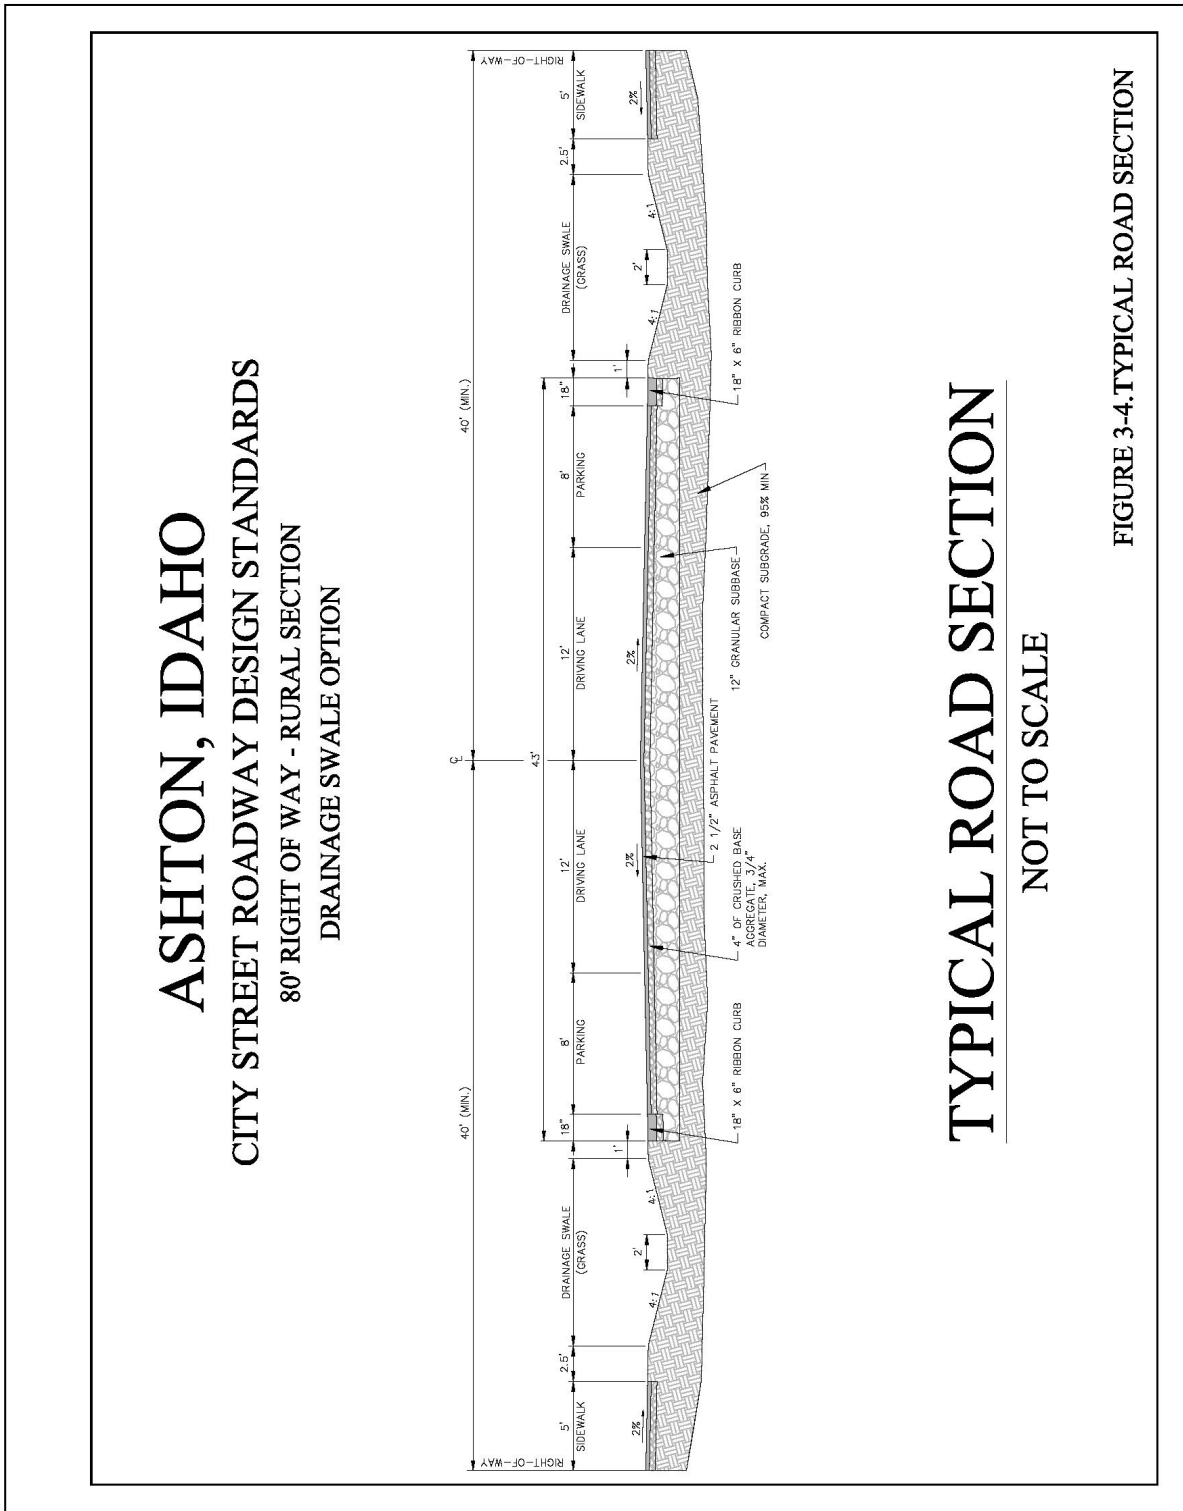 ASHTON, IDAHO
CITY STREET ROADWAY DESIGN STANDARDS
80' RIGHT OF WAY - RURAL SECTION
DRAINAGE SWALE OPTION
40' (MIN.)
℄
40' (MIN.)
43'
RIGHT-OF-WAY
5'
SIDEWALK
2.5'
DRAINAGE SWALE
(GRASS)
18"
8'
PARKING
12'
DRIVING LANE
12'
DRIVING LANE
8'
PARKING
18"
DRAINAGE SWALE
(GRASS)
2.5'
5'
SIDEWALK
RIGHT-OF-WAY
2%
4:1
2'
4:1
1'
2%
2%
1'
4:1
2'
4:1
2%
18" X 6" RIBBON CURB
4" OF CRUSHED BASE
AGGREGATE, 3/4"
DIAMETER, MAX.
2 1/2" ASPHALT PAVEMENT
12" GRANULAR SUBBASE
COMPACT SUBGRADE, 95% MIN
18" X 6" RIBBON CURB
TYPICAL ROAD SECTION
NOT TO SCALE
FIGURE 3-4.TYPICAL ROAD SECTION